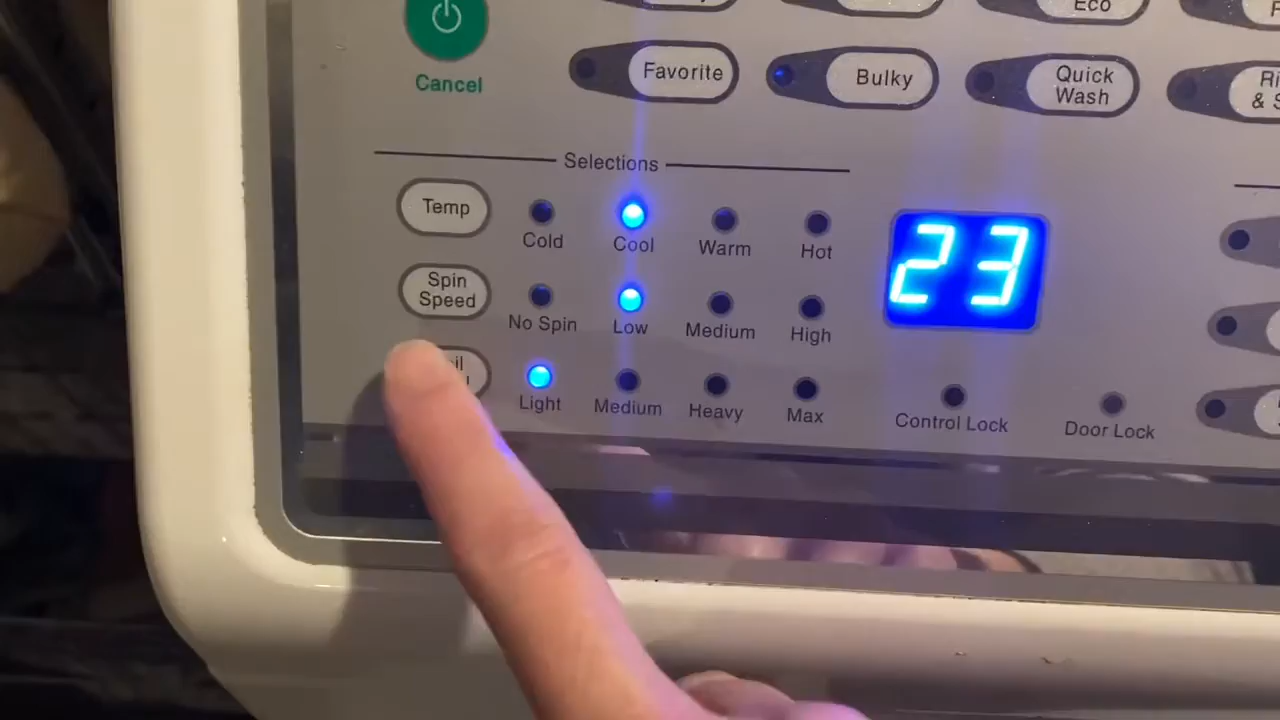 Eco
Cancel
Favorite
Bulky
Quick
Wash
Selections
Temp
Cold
Cool
Warm
Hot
23
Spin
Speed
No Spin
Low
Medium
High
Light
Medium
Heavy
Max
Control Lock
Door Lock